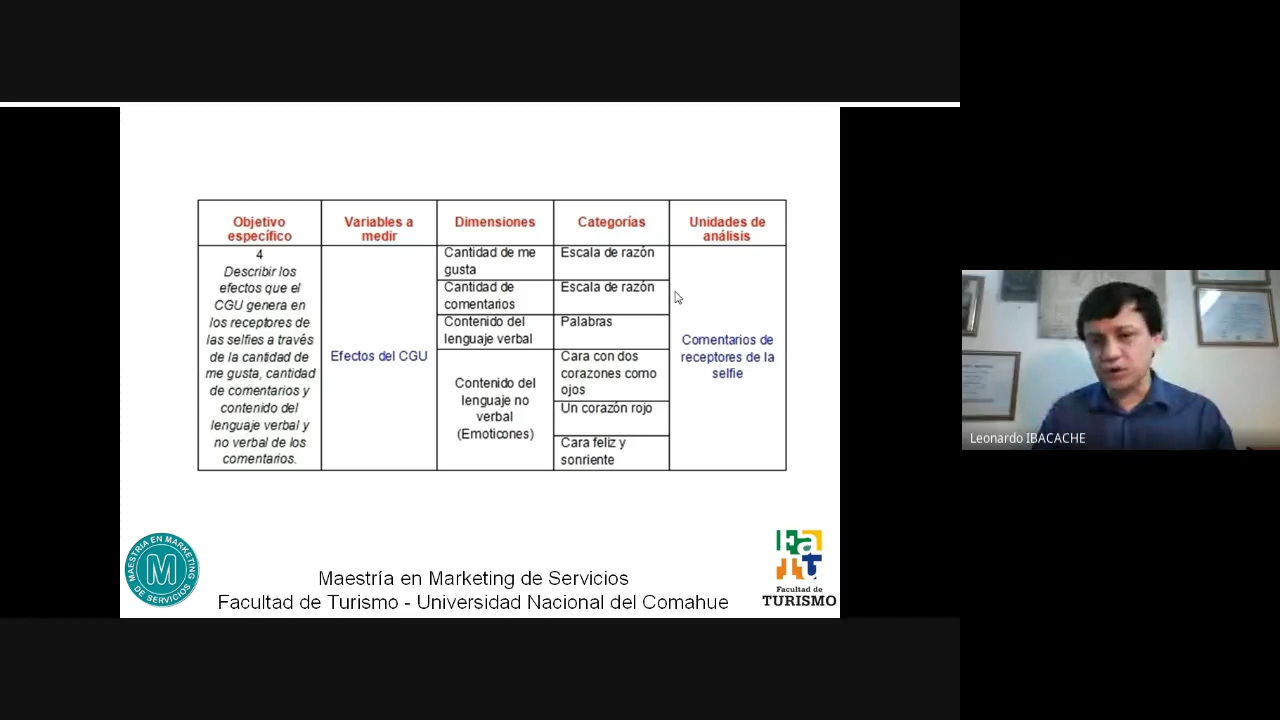 Objetivo
específico
Variables a
medir
Dimensiones
Categorías
Unidades de
análisis
4
Describir los
efectos que el
CGU genera en
los receptores de
las selfies a través
de la cantidad de
me gusta, cantidad
de comentarios y
contenido del
lenguaje verbal y
no verbal de los
comentarios.
Efectos del CGU
Cantidad de me
gusta
Escala de razón
Cantidad de
comentarios
Escala de razón
Contenido del
lenguaje verbal
Palabras
Contenido del
lenguaje no
verbal
(Emoticones)
Cara con dos
corazones como
ojos
Un corazón rojo
Cara feliz y
sonriente
Comentarios de
receptores de la
selfie
Leonardo IBACACHE
MAESTRIA EN MARKETING
DE SERVICIOS
M
Maestría en Marketing de Servicios
Facultad de Turismo - Universidad Nacional del Comahue
FaTu
Facultad de
TURISMO